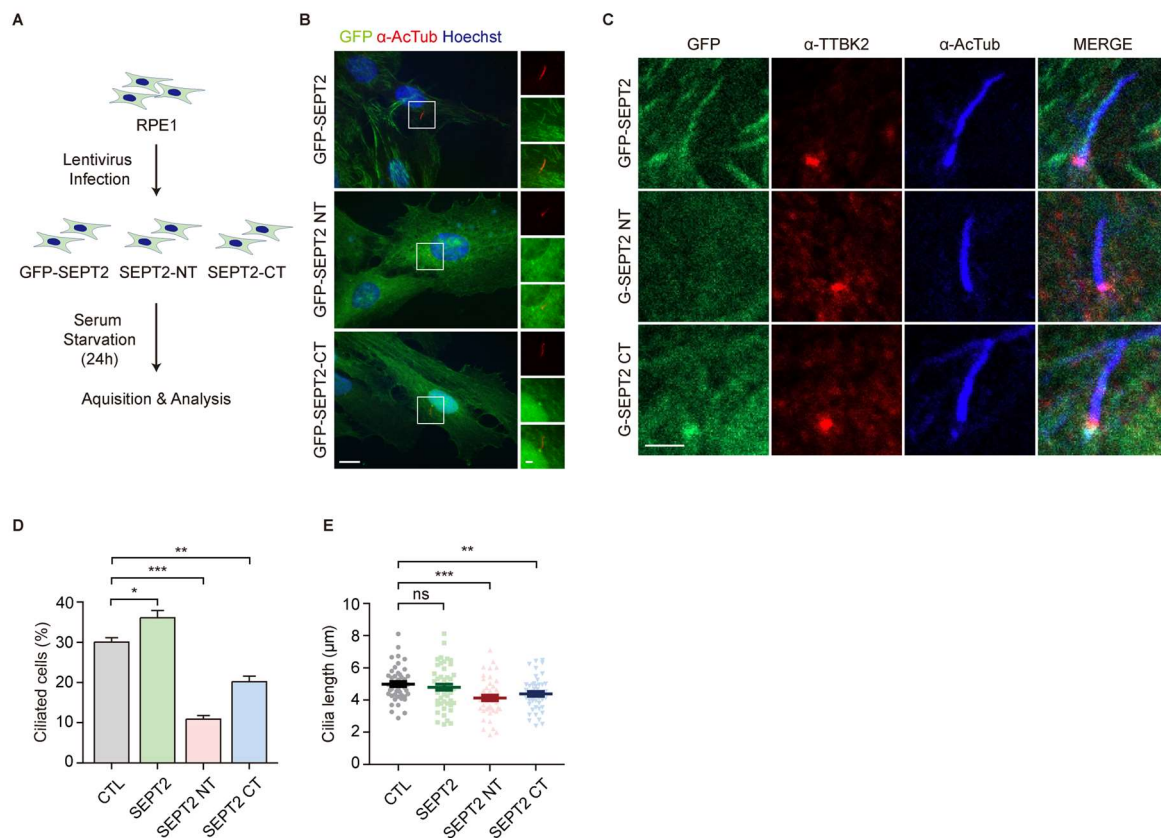 A
RPE1
Lentivirus
Infection
GFP-SEPT2 SEPT2-NT SEPT2-CT
Serum
Starvation
(24h)
Aquisition & Analysis
B
GFP α-AcTub Hoechst
GFP-SEPT2
GFP-SEPT2 NT
GFP-SEPT2-CT
C
GFP α-TTBK2 α-AcTub MERGE
GFP-SEPT2
G-SEPT2 NT
G-SEPT2 CT
D
**
***
*
Ciliated cells (%)
40
30
20
10
0
CTL SEPT2 SEPT2 NT SEPT2 CT
E
**
***
ns
Cilia length (μm)
10
8
6
4
2
0
CTL SEPT2 SEPT2 NT SEPT2 CT